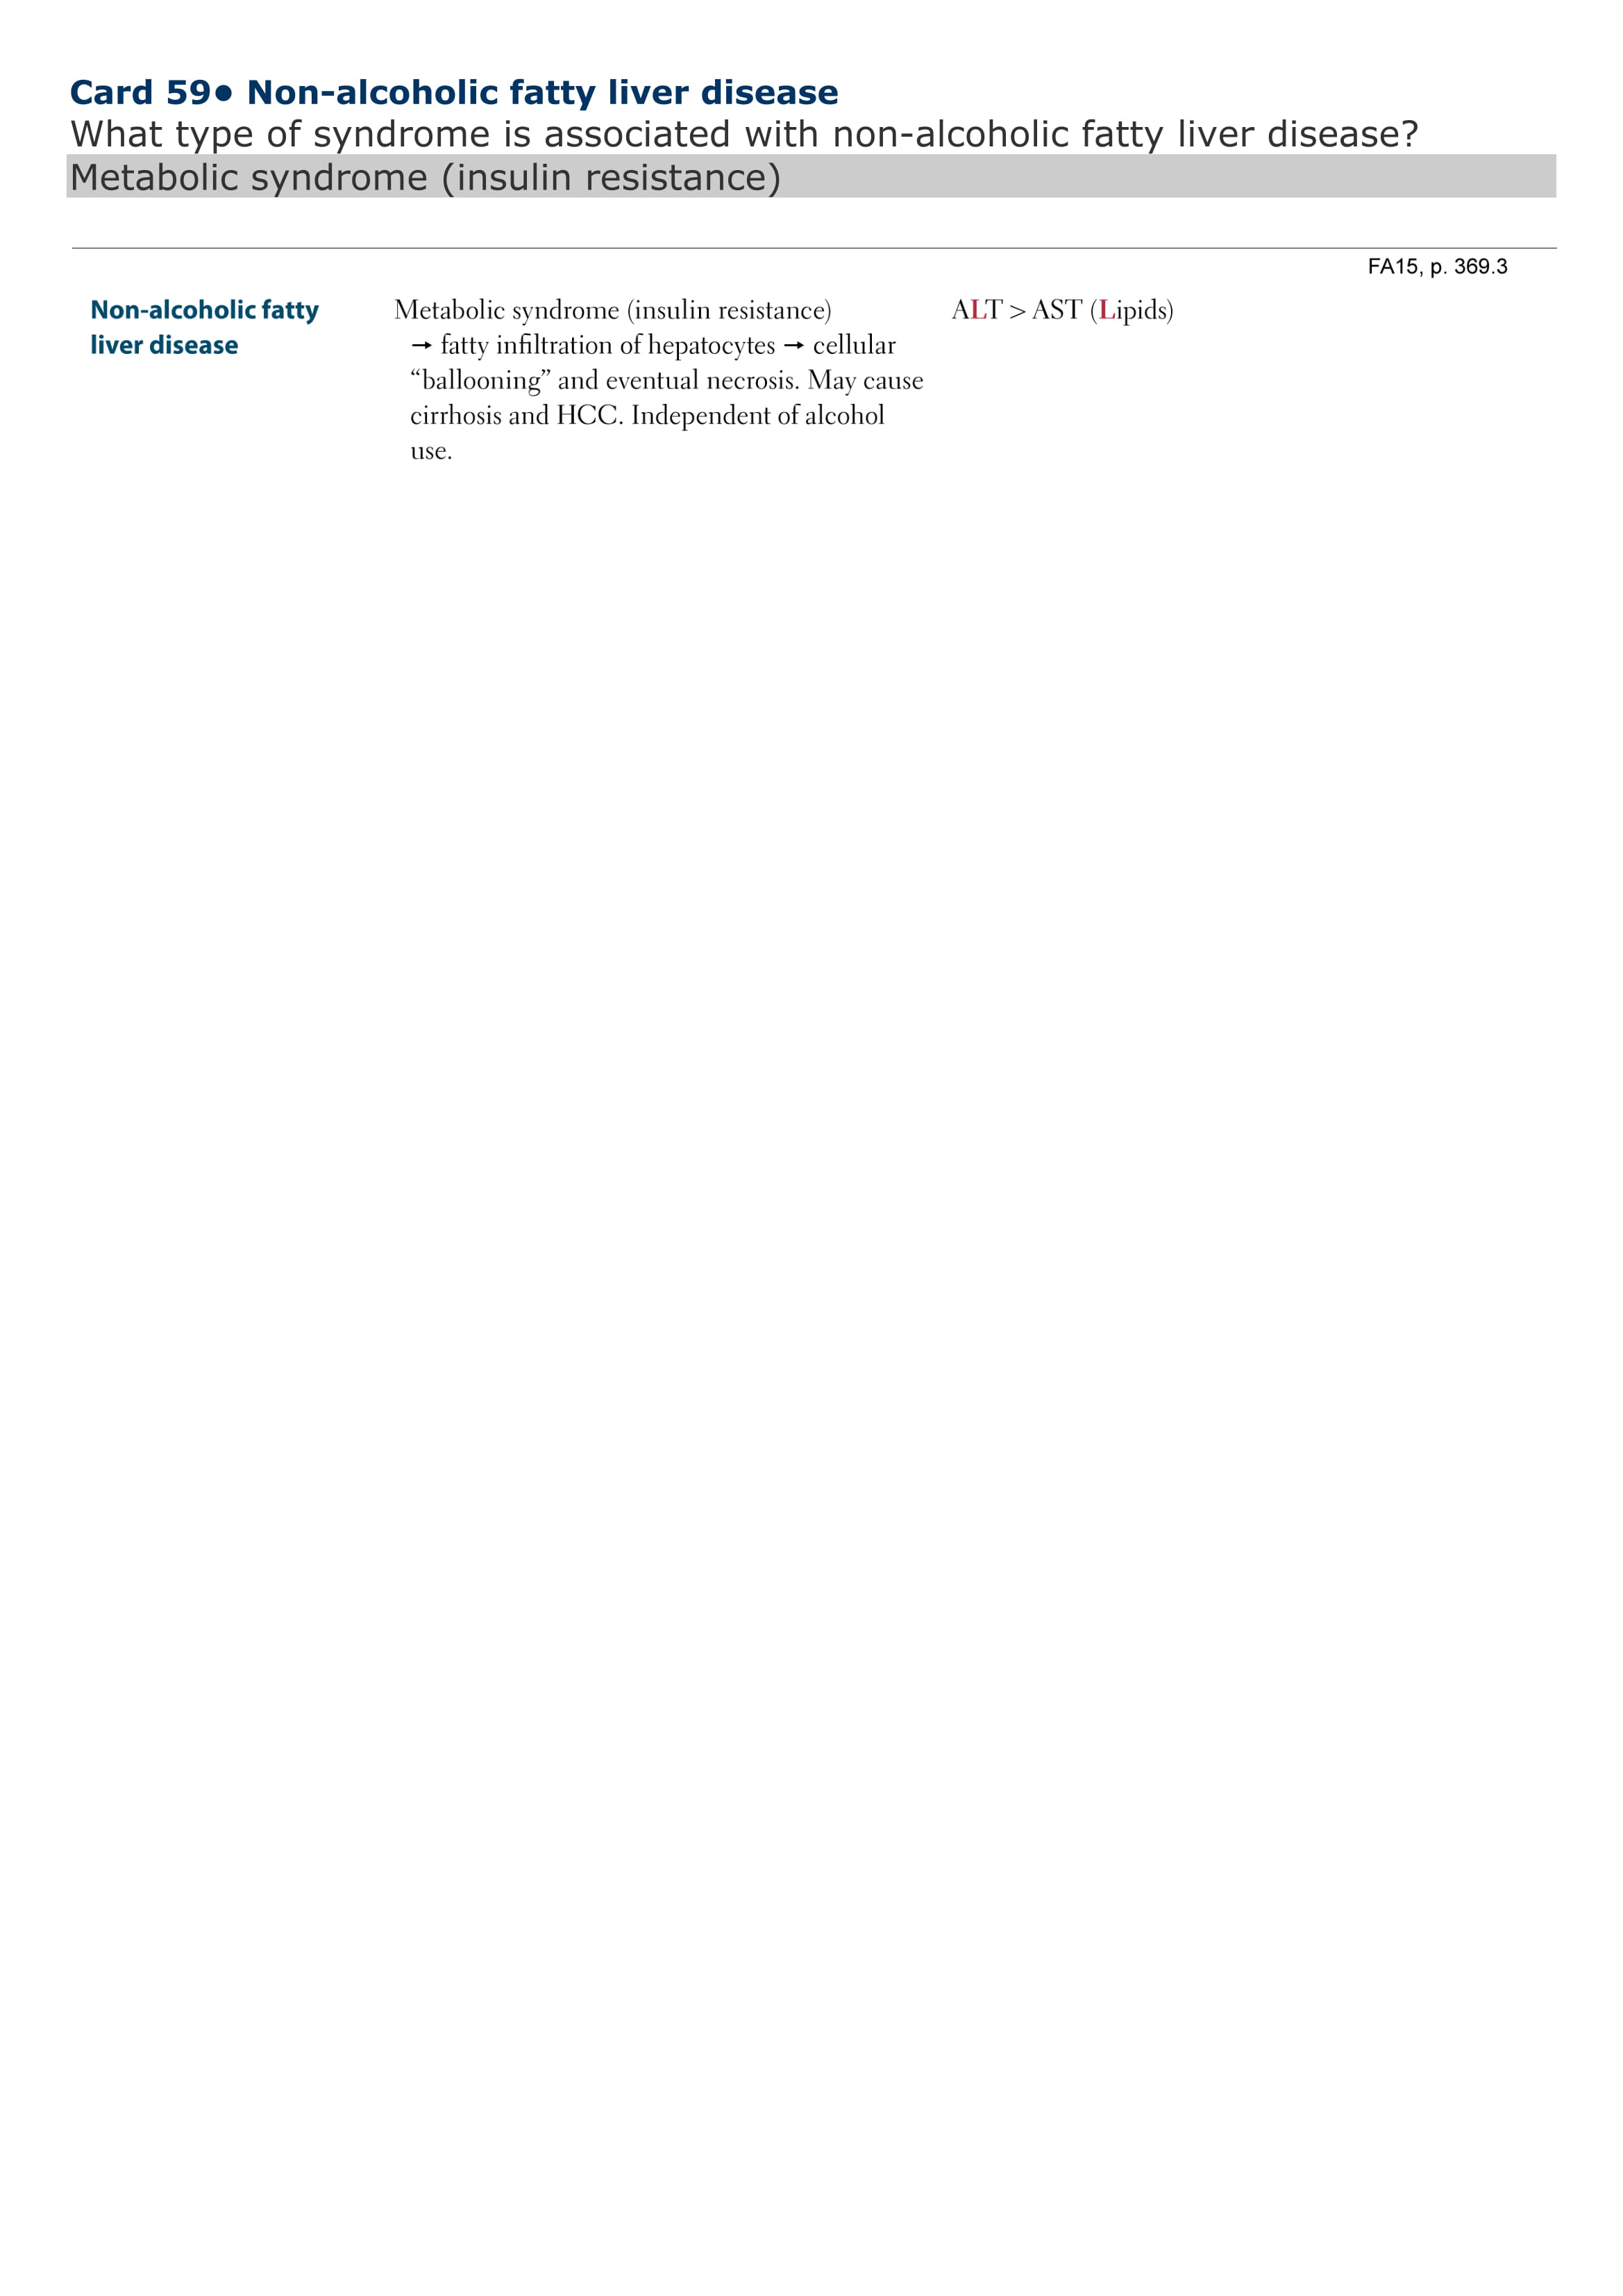 Card 59● Non-alcoholic fatty liver disease
What type of syndrome is associated with non-alcoholic fatty liver disease?
Metabolic syndrome (insulin resistance)
FA15, p. 369.3
Non-alcoholic fatty
liver disease
Metabolic syndrome (insulin resistance)
→ fatty infiltration of hepatocytes → cellular
“ballooning” and eventual necrosis. May cause
cirrhosis and HCC. Independent of alcohol
use.
ALT > AST (Lipids)